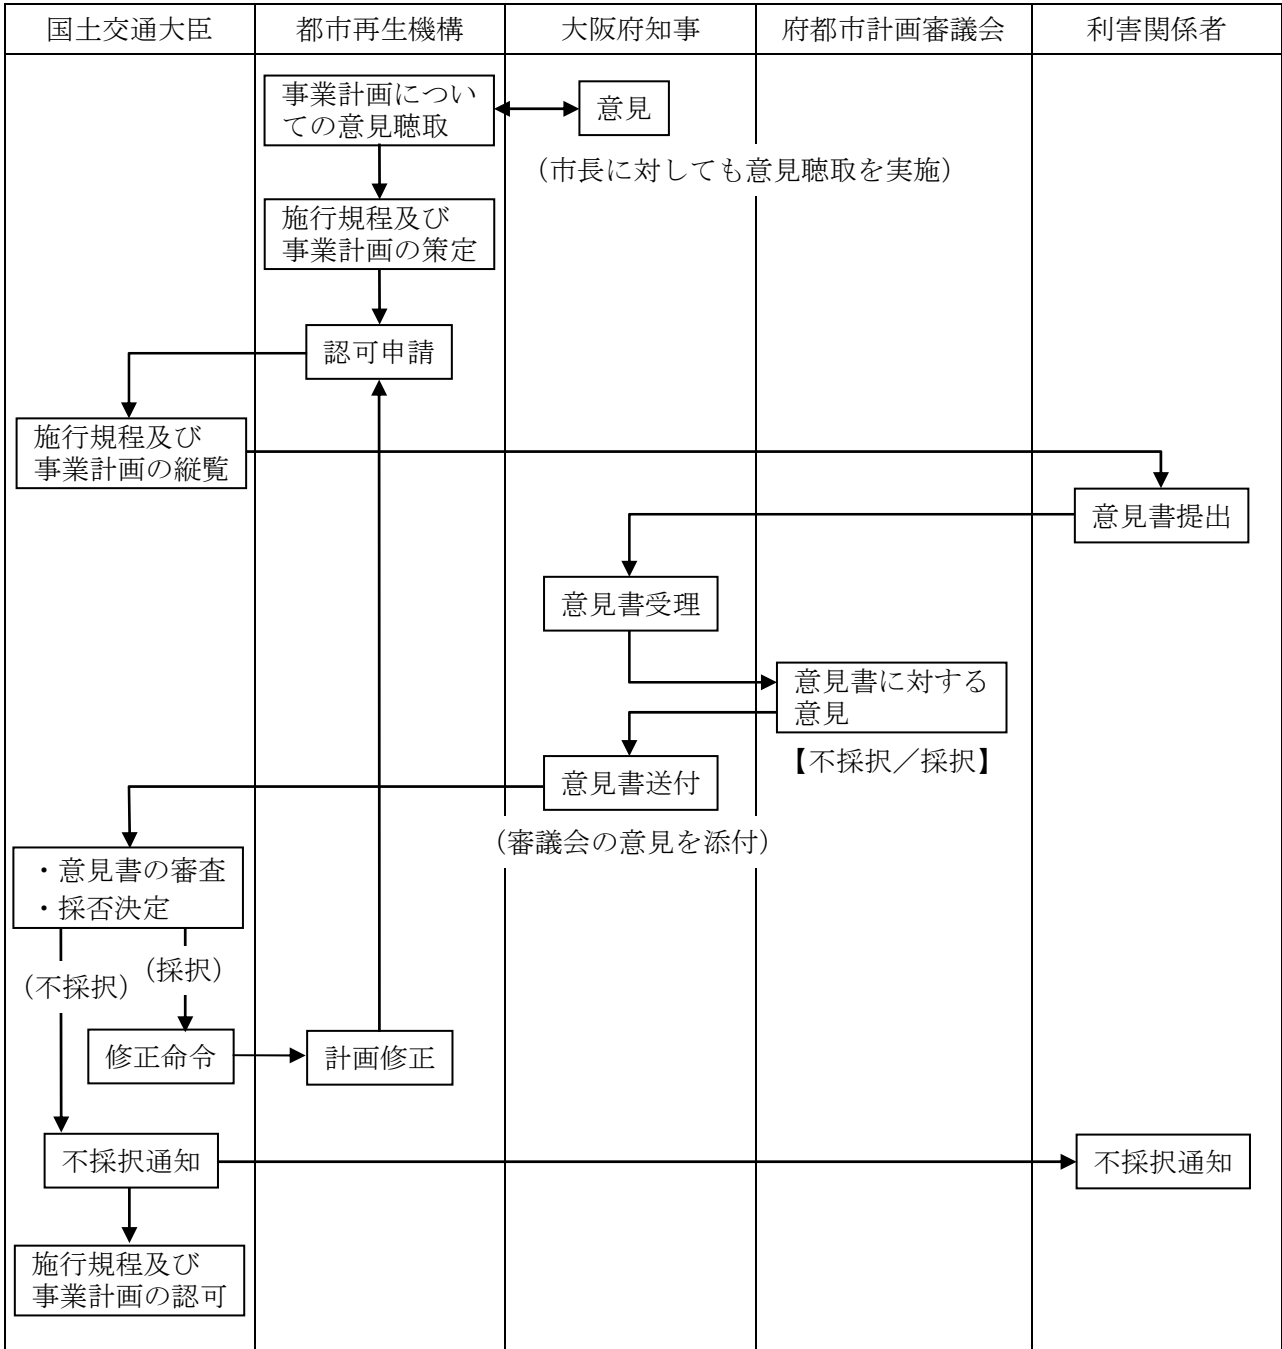 国土交通大臣
都市再生機構
大阪府知事
府都市計画審議会
利害関係者
事業計画につい
ての意見聴取
意見
（市長に対しても意見聴取を実施）
施行規程及び
事業計画の策定
認可申請
施行規程及び
事業計画の縦覧
意見書提出
意見書受理
意見書に対する
意見
【不採択／採択】
意見書送付
（審議会の意見を添付）
・意見書の審査
・採否決定
（不採択）
（採択）
修正命令
計画修正
不採択通知
不採択通知
施行規程及び
事業計画の認可